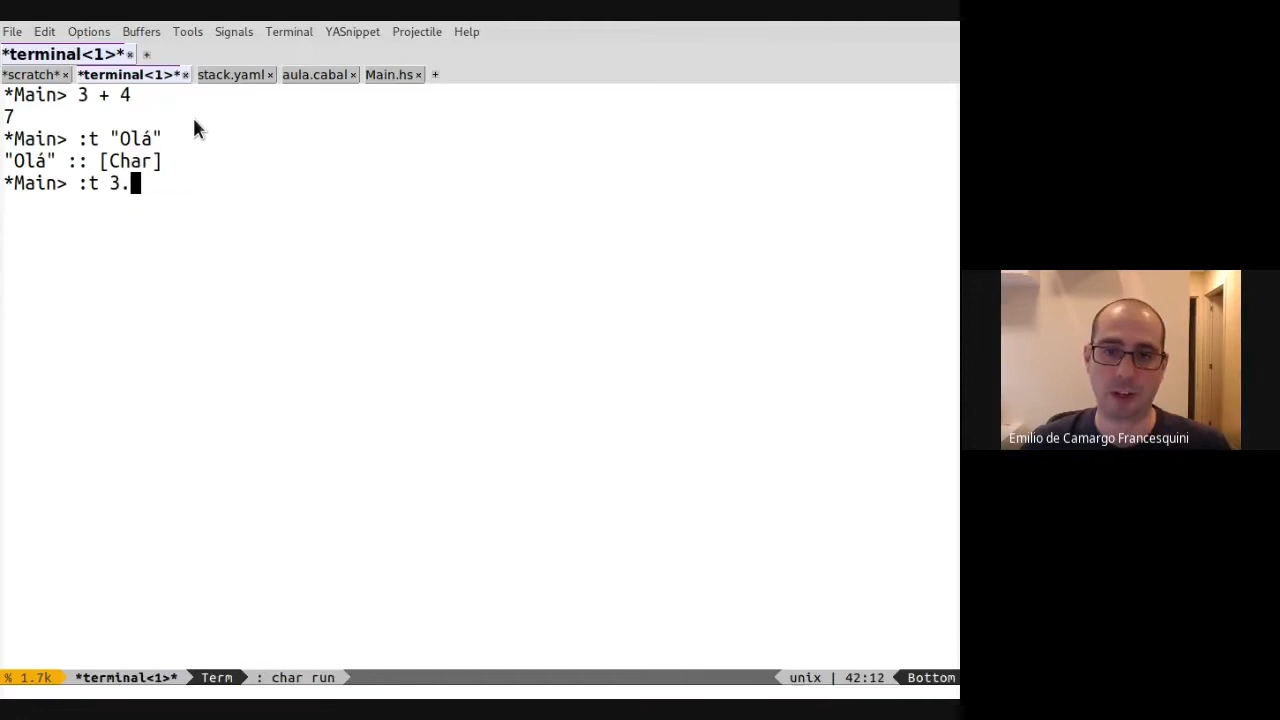 File Edit Options Buffers Tools Signals Terminal YASnippet Projectile Help
*terminal<1>*× +
*scratch*× *terminal<1>*× stack.yaml× aula.cabal× Main.hs× +
*Main> 3 + 4
7
*Main> :t "Olá"
"Olá" :: [Char]
*Main> :t 3.
Emilio de Camargo Francesquini
% 1.7k *terminal<1>* Term : char run unix | 42:12 Bottom